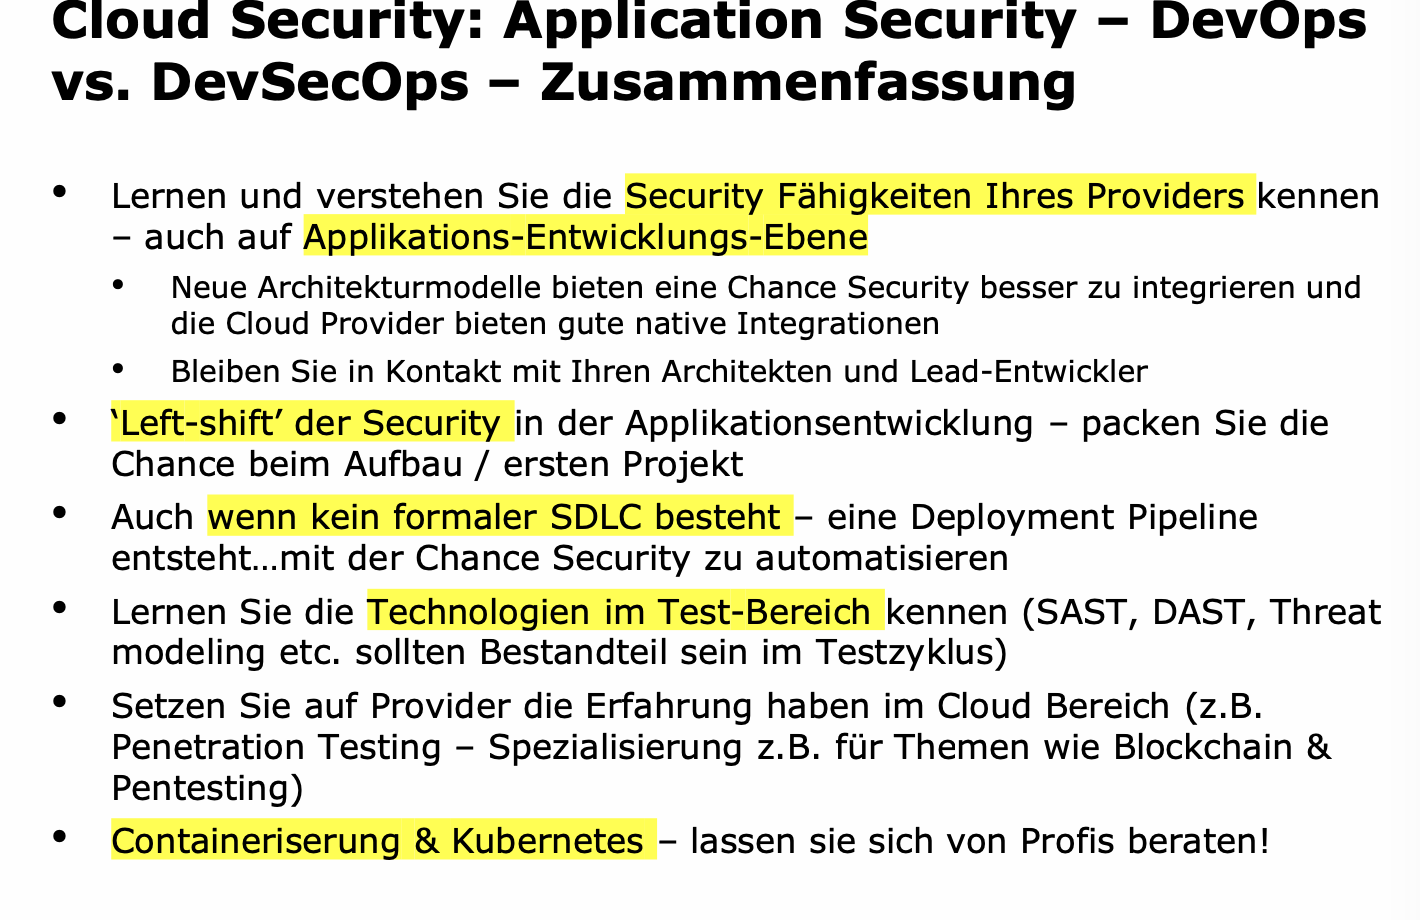 Cloud Security: Application Security – DevOps
vs. DevSecOps – Zusammenfassung
• Lernen und verstehen Sie die Security Fähigkeiten Ihres Providers kennen
– auch auf Applikations-Entwicklungs-Ebene
• Neue Architekturmodelle bieten eine Chance Security besser zu integrieren und
die Cloud Provider bieten gute native Integrationen
• Bleiben Sie in Kontakt mit Ihren Architekten und Lead-Entwickler
• ‘Left-shift’ der Security in der Applikationsentwicklung – packen Sie die
Chance beim Aufbau / ersten Projekt
• Auch wenn kein formaler SDLC besteht – eine Deployment Pipeline
entsteht…mit der Chance Security zu automatisieren
• Lernen Sie die Technologien im Test-Bereich kennen (SAST, DAST, Threat
modeling etc. sollten Bestandteil sein im Testzyklus)
• Setzen Sie auf Provider die Erfahrung haben im Cloud Bereich (z.B.
Penetration Testing – Spezialisierung z.B. für Themen wie Blockchain &
Pentesting)
• Containeriserung & Kubernetes – lassen sie sich von Profis beraten!